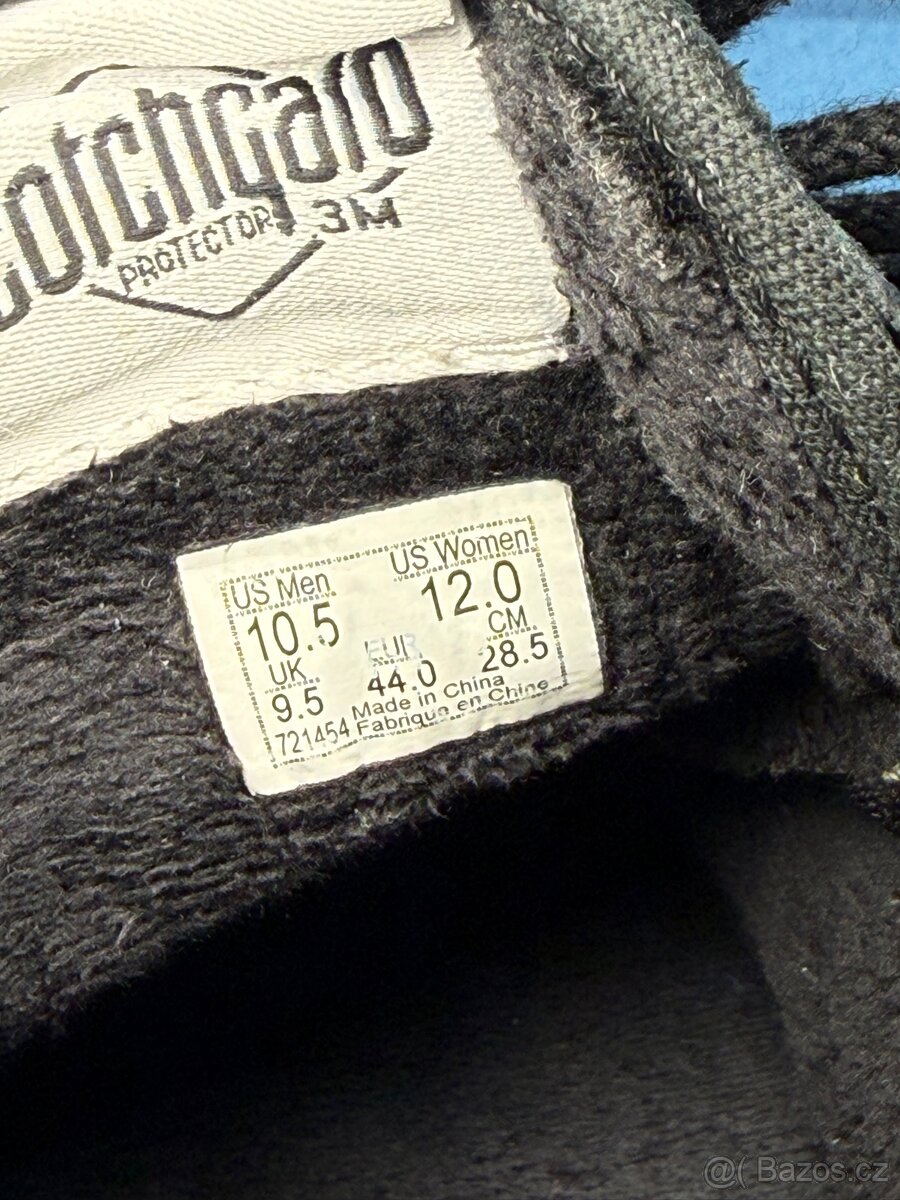 cotchgard
PROTECTOR 3M
US Men US Women
10.5 12.0
UK EUR CM
9.5 44.0 28.5
721454 Made in China
Fabrique en Chine
@( Bazos.cz